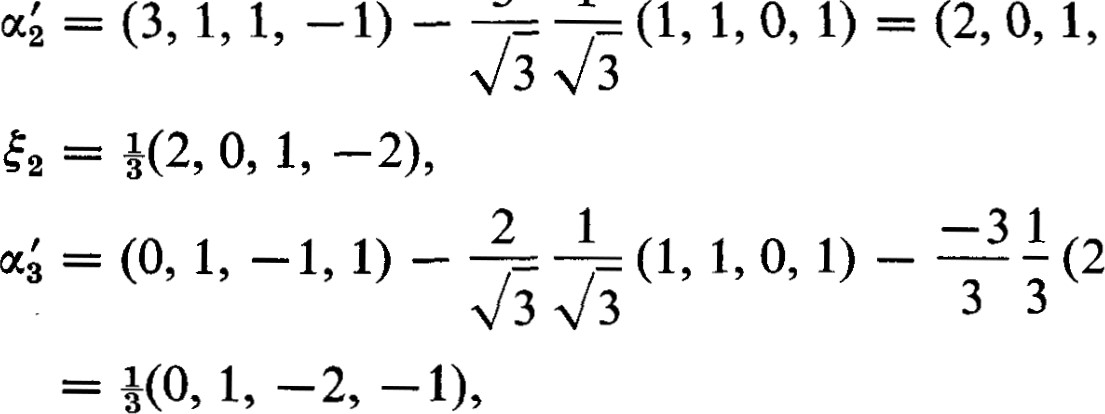 α′₂ = (3, 1, 1, −1) − 3/√3 1/√3 (1, 1, 0, 1) = (2, 0, 1,
ξ₂ = 1/3(2, 0, 1, −2),
α′₃ = (0, 1, −1, 1) − 2/√3 1/√3 (1, 1, 0, 1) − −3/3 1/3 (2
= 1/3(0, 1, −2, −1),